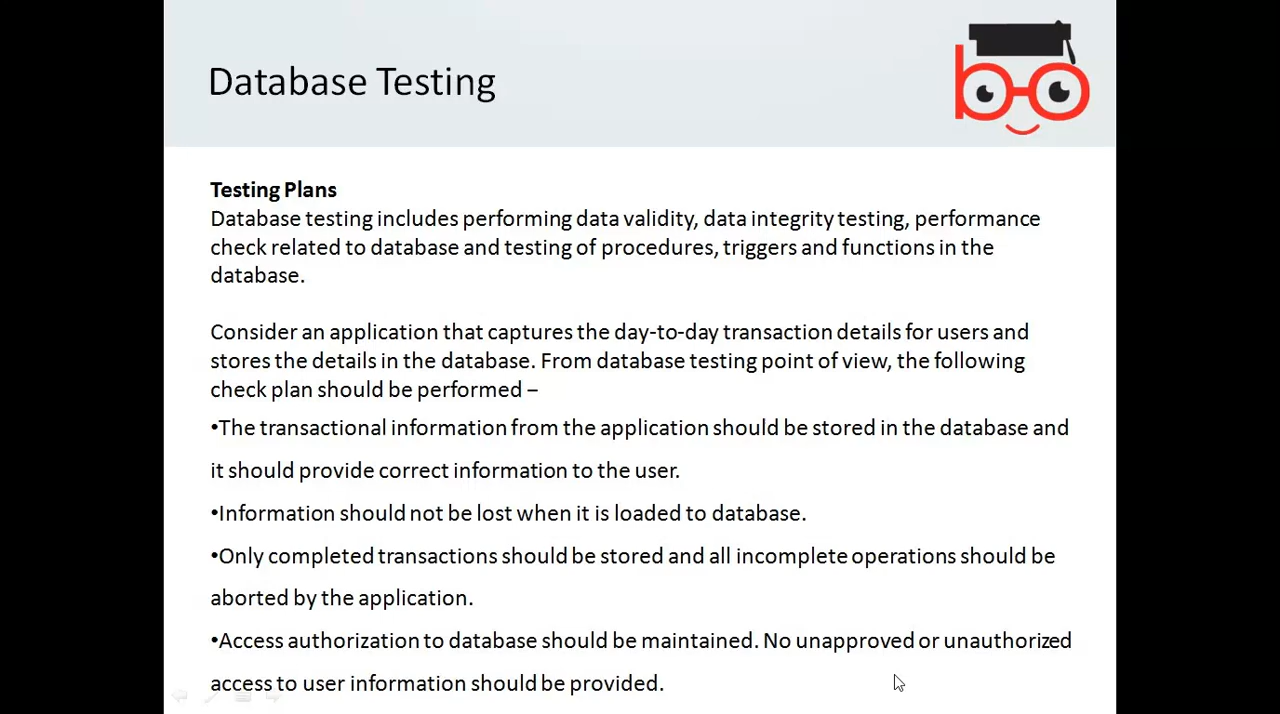 Database Testing
Testing Plans
Database testing includes performing data validity, data integrity testing, performance
check related to database and testing of procedures, triggers and functions in the
database.
Consider an application that captures the day-to-day transaction details for users and
stores the details in the database. From database testing point of view, the following
check plan should be performed −
•The transactional information from the application should be stored in the database and
it should provide correct information to the user.
•Information should not be lost when it is loaded to database.
•Only completed transactions should be stored and all incomplete operations should be
aborted by the application.
•Access authorization to database should be maintained. No unapproved or unauthorized
access to user information should be provided.